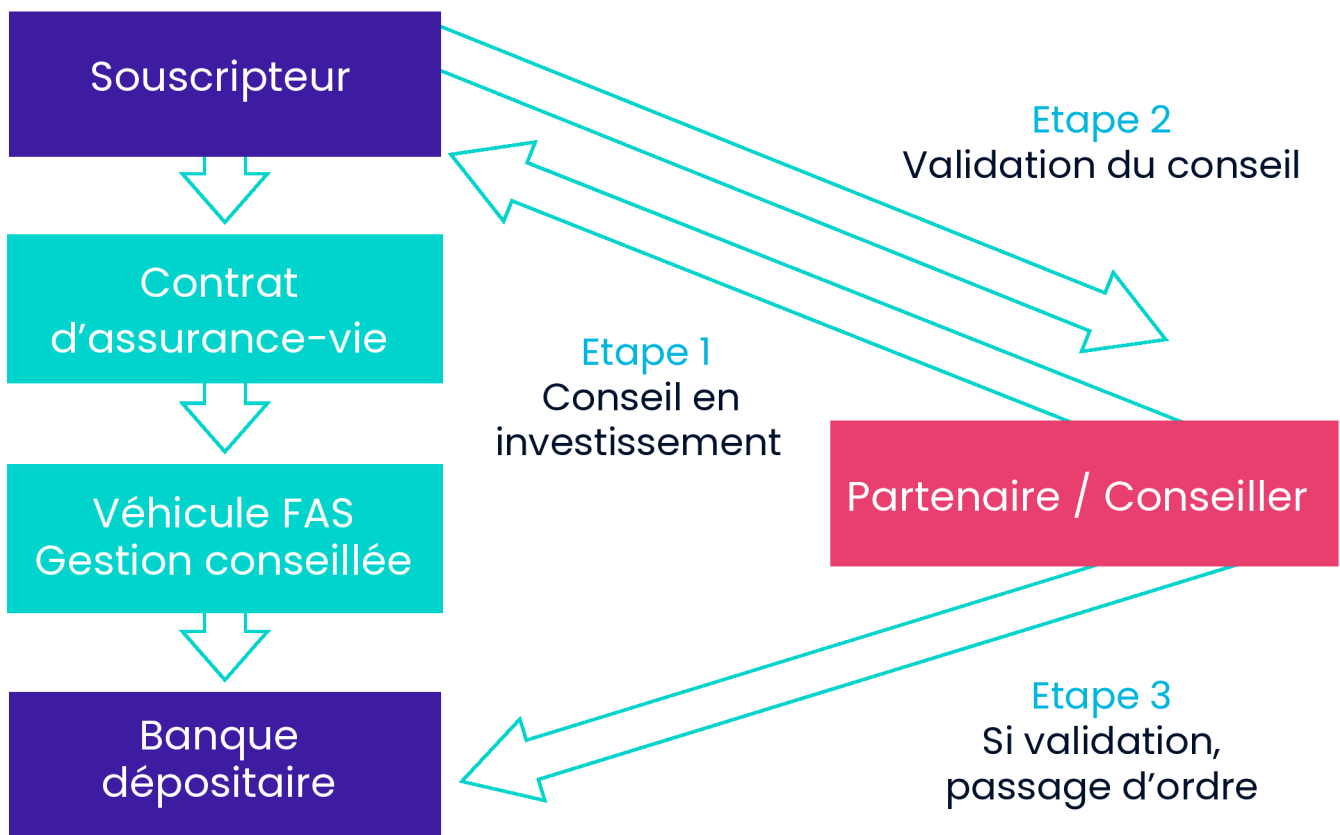 Souscripteur
Etape 2
Validation du conseil
Contrat
d’assurance-vie
Etape 1
Conseil en
investissement
Partenaire / Conseiller
Véhicule FAS
Gestion conseillée
Etape 3
Si validation,
passage d’ordre
Banque
dépositaire